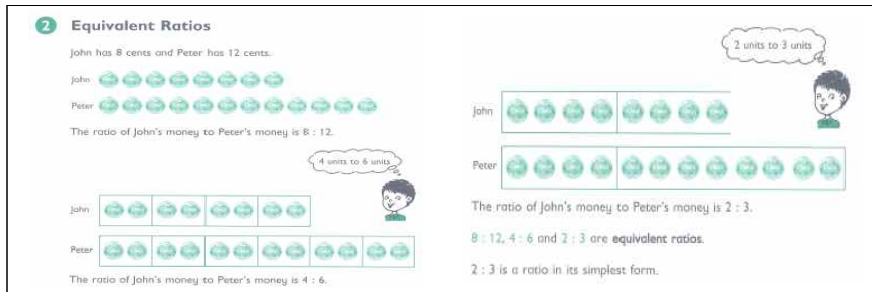 2 Equivalent Ratios
John has 8 cents and Peter has 12 cents.
John
Peter
The ratio of John's money to Peter's money is 8 : 12.
4 units to 6 units
John
Peter
The ratio of John's money to Peter's money is 4 : 6.
2 units to 3 units
John
Peter
The ratio of John's money to Peter's money is 2 : 3.
8 : 12, 4 : 6 and 2 : 3 are equivalent ratios.
2 : 3 is a ratio in its simplest form.